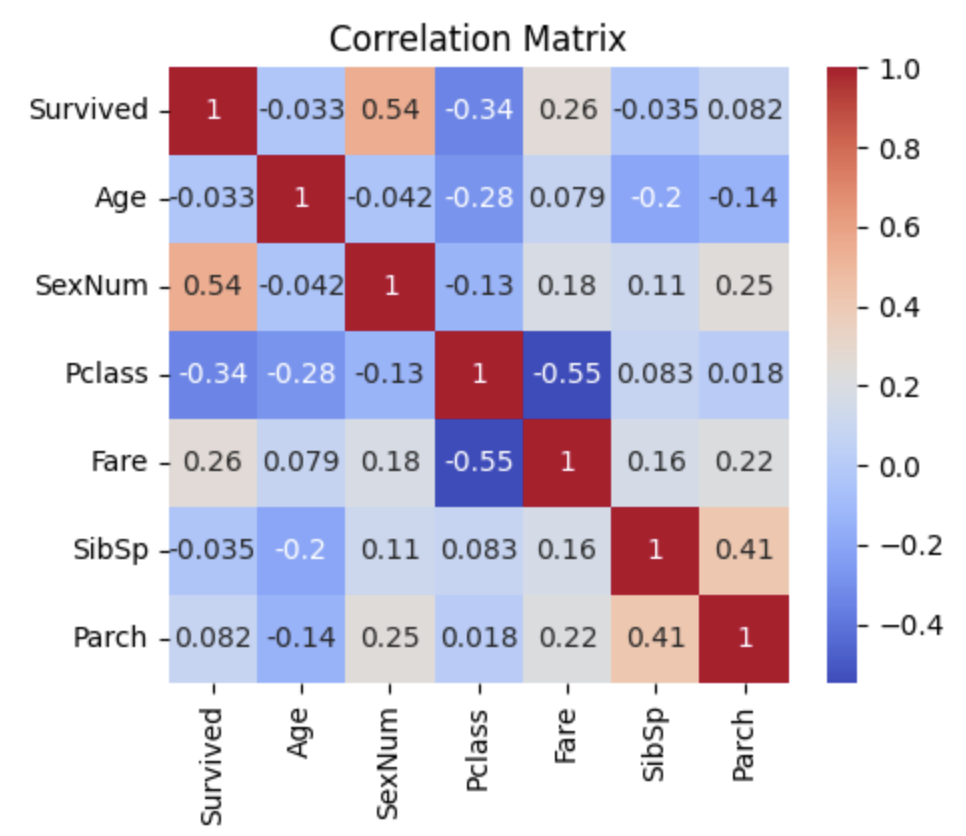 Correlation Matrix
Survived 1 -0.033 0.54 -0.34 0.26 -0.035 0.082
Age -0.033 1 -0.042 -0.28 0.079 -0.2 -0.14
SexNum 0.54 -0.042 1 -0.13 0.18 0.11 0.25
Pclass -0.34 -0.28 -0.13 1 -0.55 0.083 0.018
Fare 0.26 0.079 0.18 -0.55 1 0.16 0.22
SibSp -0.035 -0.2 0.11 0.083 0.16 1 0.41
Parch 0.082 -0.14 0.25 0.018 0.22 0.41 1
Survived Age SexNum Pclass Fare SibSp Parch
1.0
0.8
0.6
0.4
0.2
0.0
−0.2
−0.4